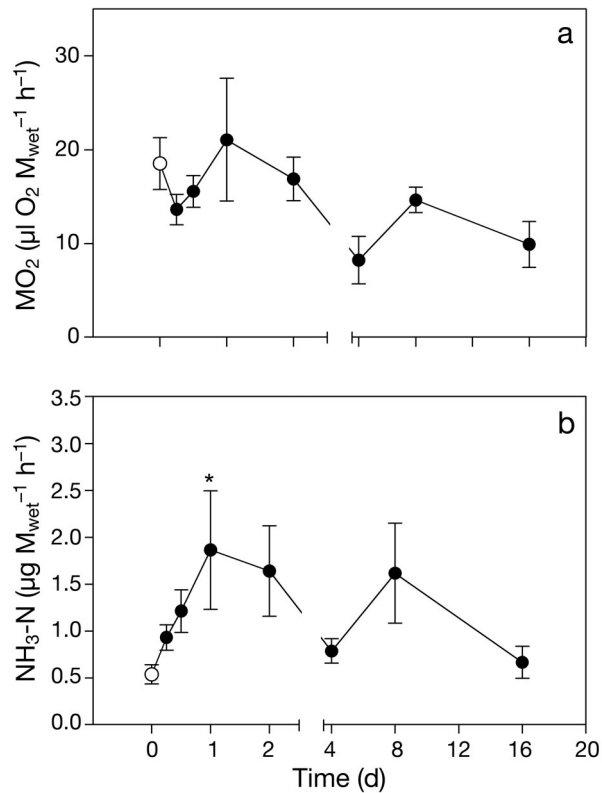 a
30
20
10
0
MO₂ (µl O₂ M_wet⁻¹ h⁻¹)
b
3.5
3.0
2.5
2.0
1.5
1.0
0.5
0.0
NH₃-N (µg M_wet⁻¹ h⁻¹)
*
0 1 2 4 8 12 16 20
Time (d)